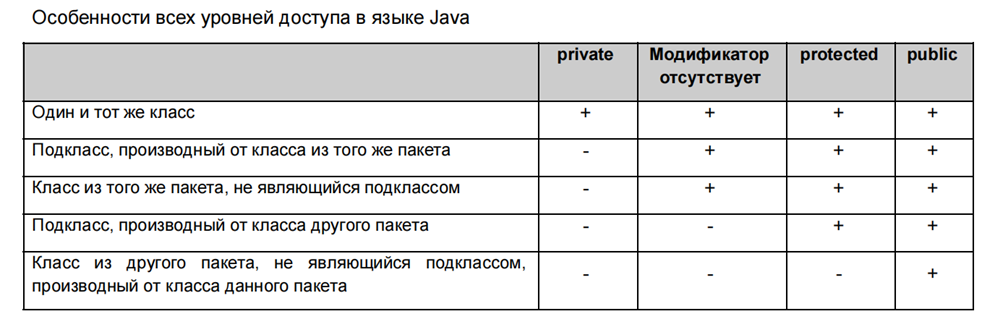 Особенности всех уровней доступа в языке Java
private Модификатор отсутствует protected public
Один и тот же класс + + + +
Подкласс, производный от класса из того же пакета - + + +
Класс из того же пакета, не являющийся подклассом - + + +
Подкласс, производный от класса другого пакета - - + +
Класс из другого пакета, не являющийся подклассом,
производный от класса данного пакета - - - +